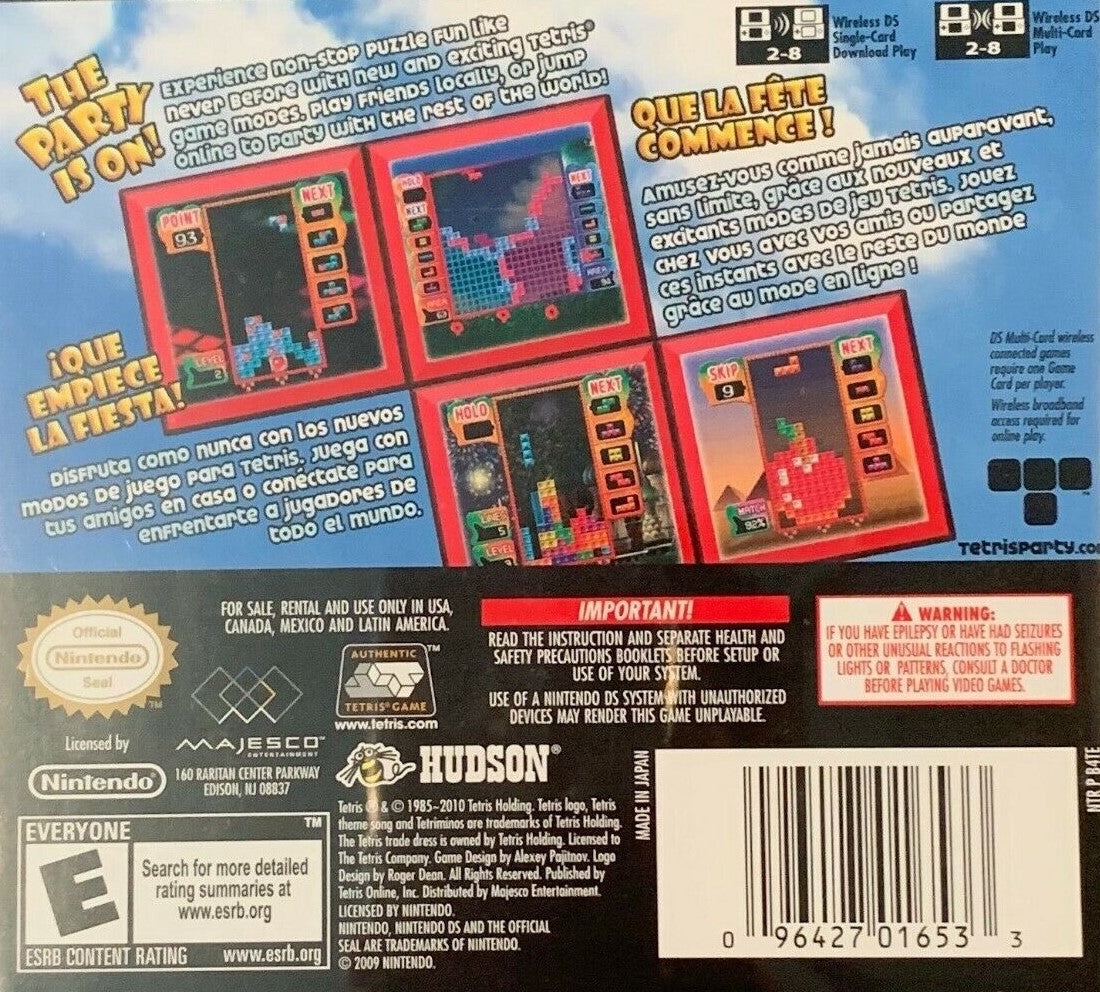 THE
PARTY
IS ON!
EXPERIENCE NON-STOP PUZZLE FUN LIKE
NEVER BEFORE WITH NEW AND EXCITING TETRIS®
GAME MODES. PLAY FRIENDS LOCALLY, OR JUMP
ONLINE TO PARTY WITH THE REST OF THE WORLD!
2-8
Wireless DS
Single-Card
Download Play
2-8
Wireless DS
Multi-Card
Play
QUE LA FÊTE
COMMENCE !
AMUSEZ-VOUS COMME JAMAIS AUPARAVANT,
SANS LIMITE, GRÂCE AUX NOUVEAUX ET
EXCITANTS MODES DE JEU TETRIS. JOUEZ
CHEZ VOUS AVEC VOS AMIS OU PARTAGEZ
CES INSTANTS AVEC LE RESTE DU MONDE
GRÂCE AU MODE EN LIGNE !
POINT
93
NEXT
LEVEL
2
HOLD
NEXT
NEXT
AREA
63
AREA
94
¡QUE
EMPIECE
LA FIESTA!
DISFRUTA COMO NUNCA CON LOS NUEVOS
MODOS DE JUEGO PARA TETRIS. JUEGA CON
TUS AMIGOS EN CASA O CONÉCTATE PARA
ENFRENTARTE A JUGADORES DE
TODO EL MUNDO.
HOLD
NEXT
LINES
5
LEVEL
SKIP
9
NEXT
MATCH
92%
DS Multi-Card wireless
connected games
require one Game
Card per player.
Wireless broadband
access required for
online play.
TETRISPARTY.CO
Official
Nintendo
Seal
TM
FOR SALE, RENTAL AND USE ONLY IN USA,
CANADA, MEXICO AND LATIN AMERICA.
Licensed by
Nintendo®
MAJESCO™
ENTERTAINMENT
160 RARITAN CENTER PARKWAY
EDISON, NJ 08837
AUTHENTIC
TETRIS® GAME
TM
www.tetris.com
HUDSON®
IMPORTANT!
READ THE INSTRUCTION AND SEPARATE HEALTH AND
SAFETY PRECAUTIONS BOOKLETS BEFORE SETUP OR
USE OF YOUR SYSTEM.
USE OF A NINTENDO DS SYSTEM WITH UNAUTHORIZED
DEVICES MAY RENDER THIS GAME UNPLAYABLE.
WARNING:
IF YOU HAVE EPILEPSY OR HAVE HAD SEIZURES
OR OTHER UNUSUAL REACTIONS TO FLASHING
LIGHTS OR PATTERNS, CONSULT A DOCTOR
BEFORE PLAYING VIDEO GAMES.
EVERYONE
TM
E
Search for more detailed
rating summaries at
www.esrb.org
ESRB CONTENT RATING www.esrb.org
Tetris ® & © 1985~2010 Tetris Holding. Tetris logo, Tetris
theme song and Tetriminos are trademarks of Tetris Holding.
The Tetris trade dress is owned by Tetris Holding. Licensed to
The Tetris Company. Game Design by Alexey Pajitnov. Logo
Design by Roger Dean. All Rights Reserved. Published by
Tetris Online, Inc. Distributed by Majesco Entertainment.
LICENSED BY NINTENDO.
NINTENDO, NINTENDO DS AND THE OFFICIAL
SEAL ARE TRADEMARKS OF NINTENDO.
© 2009 NINTENDO.
MADE IN JAPAN
0 96427 01653 3
NTR P B4TE